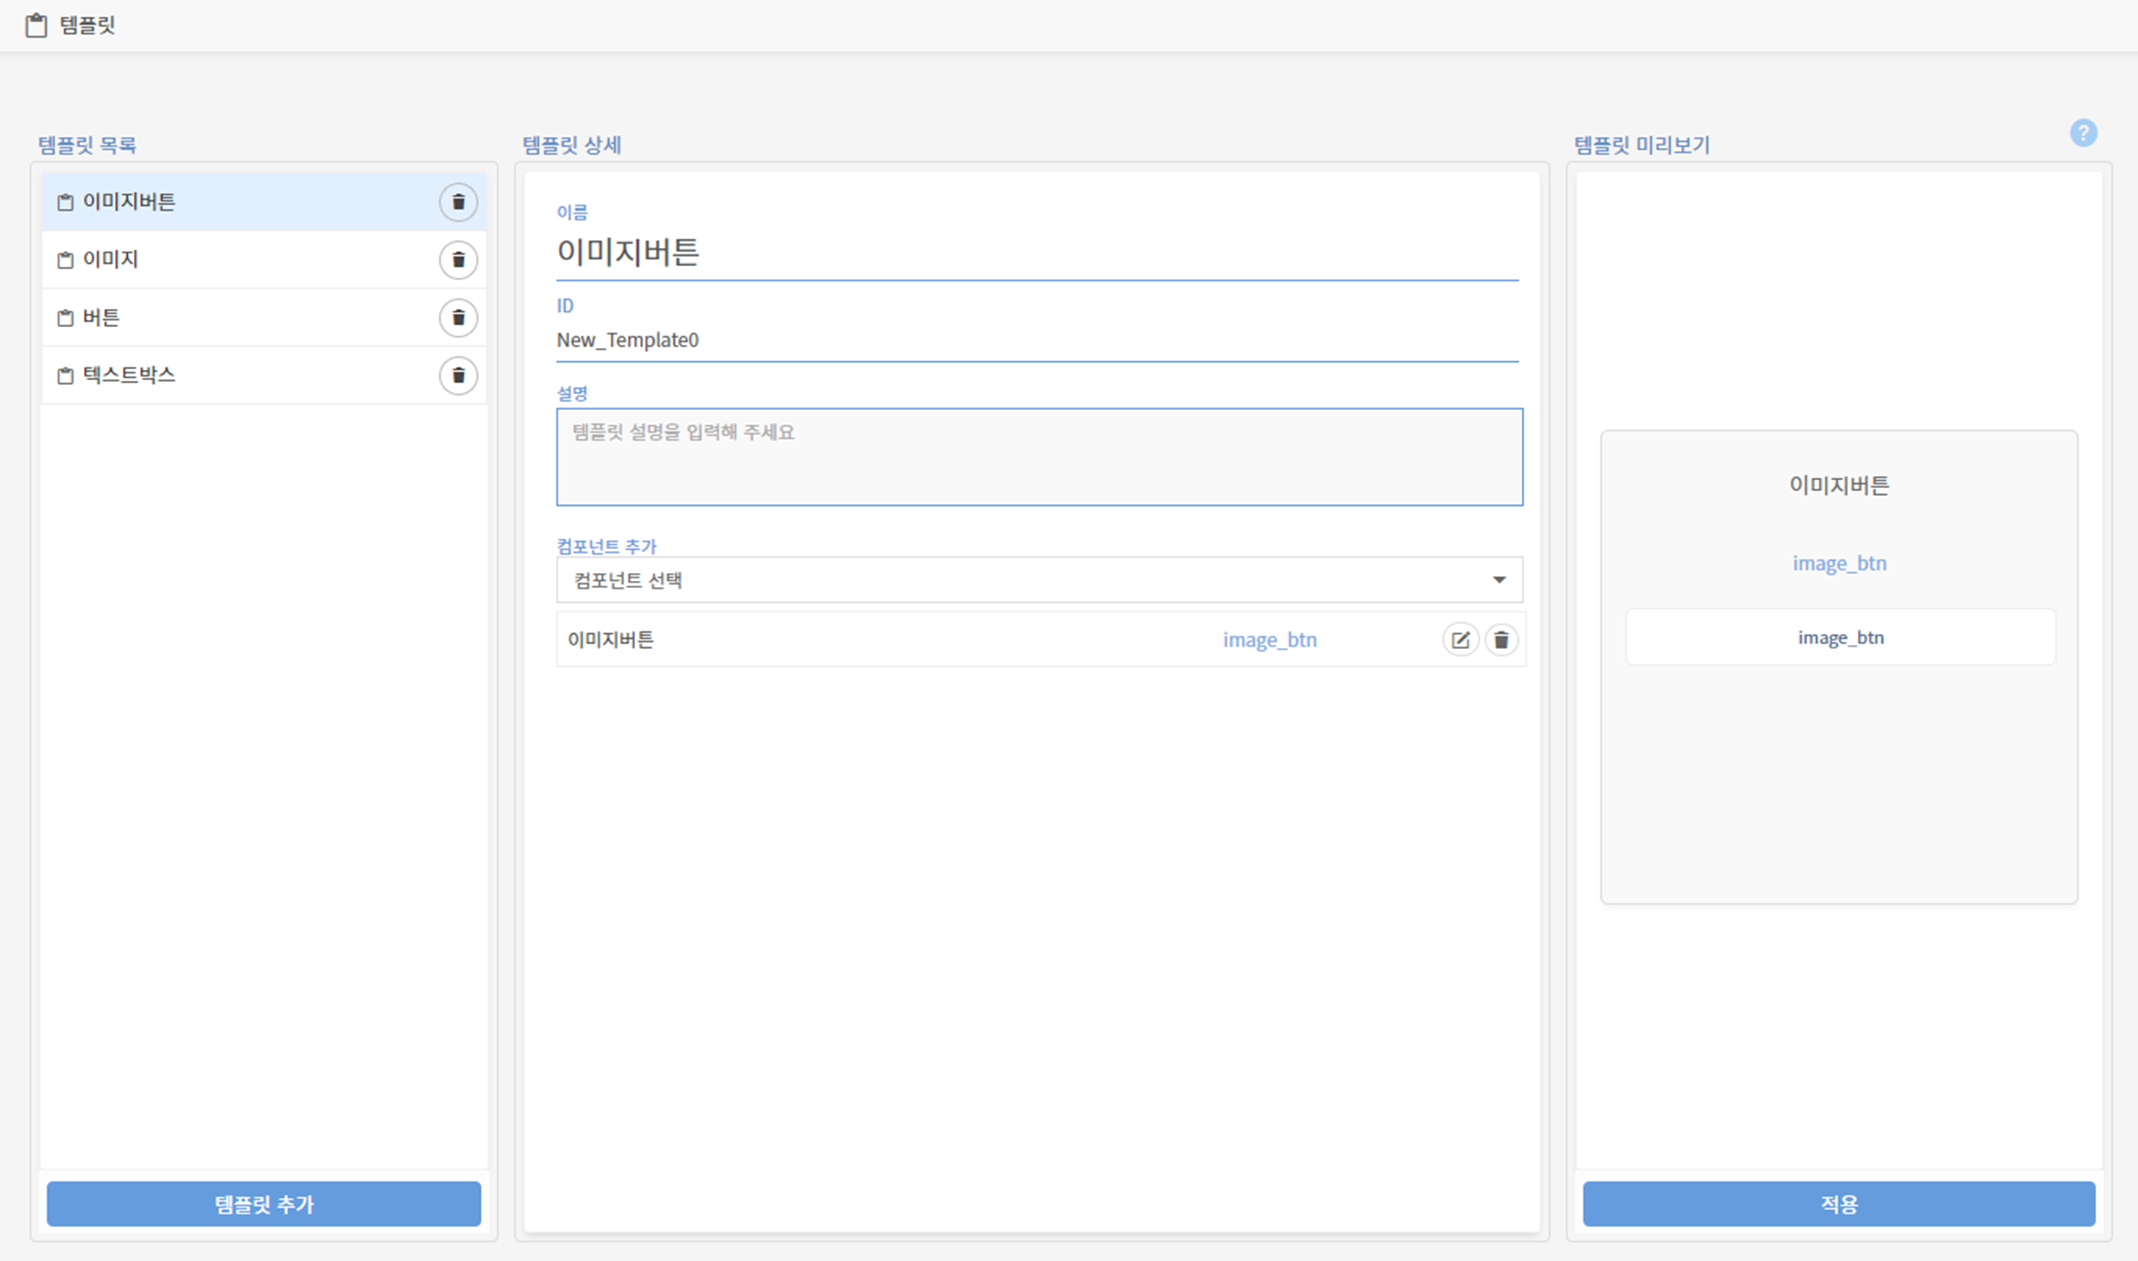 템플릿
템플릿 목록
이미지버튼
이미지
버튼
텍스트박스
템플릿 추가
템플릿 상세
이름
이미지버튼
ID
New_Template0
설명
템플릿 설명을 입력해 주세요
컴포넌트 추가
컴포넌트 선택
이미지버튼 image_btn
템플릿 미리보기
?
이미지버튼
image_btn
image_btn
적용